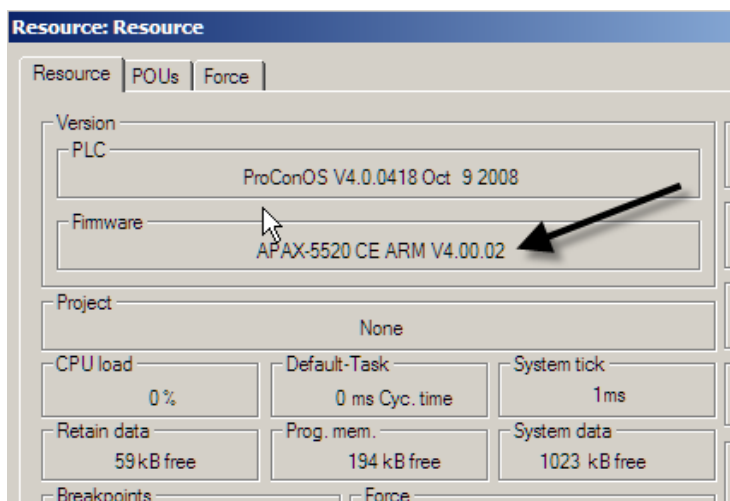 Resource: Resource
Resource POUs Force
Version
PLC
ProConOS V4.0.0418 Oct 9 2008
Firmware
APAX-5520 CE ARM V4.00.02
Project
None
CPU load Default-Task System tick
0 % 0 ms Cyc. time 1ms
Retain data Prog. mem. System data
59 kB free 194 kB free 1023 kB free
Breakpoints Force